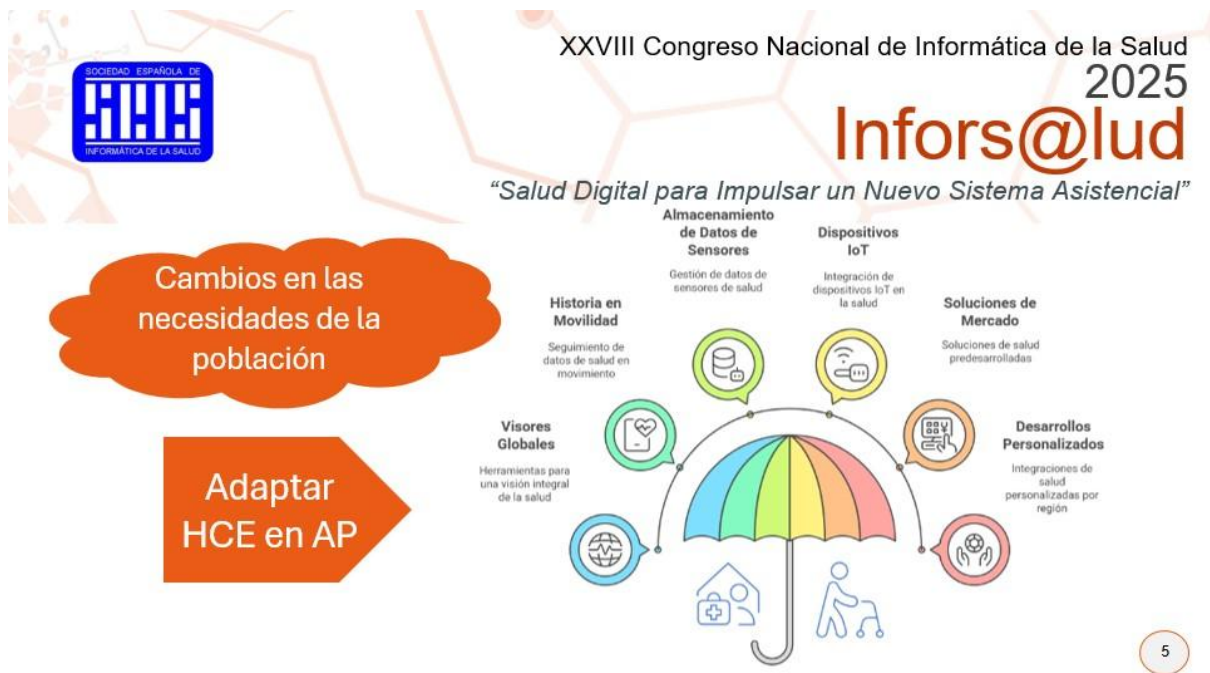 SOCIEDAD ESPAÑOLA DE
SEIS
INFORMÁTICA DE LA SALUD
XXVIII Congreso Nacional de Informática de la Salud
2025
Infors@lud
“Salud Digital para Impulsar un Nuevo Sistema Asistencial”
Cambios en las
necesidades de la
población
Adaptar
HCE en AP
Visores
Globales
Herramientas para
una visión integral
de la salud
Historia en
Movilidad
Seguimiento de
datos de salud en
movimiento
Almacenamiento
de Datos de
Sensores
Gestión de datos de
sensores de salud
Dispositivos
IoT
Integración de
dispositivos IoT en
la salud
Soluciones de
Mercado
Soluciones de salud
predesarrolladas
Desarrollos
Personalizados
Integraciones de
salud
personalizadas por
región
5